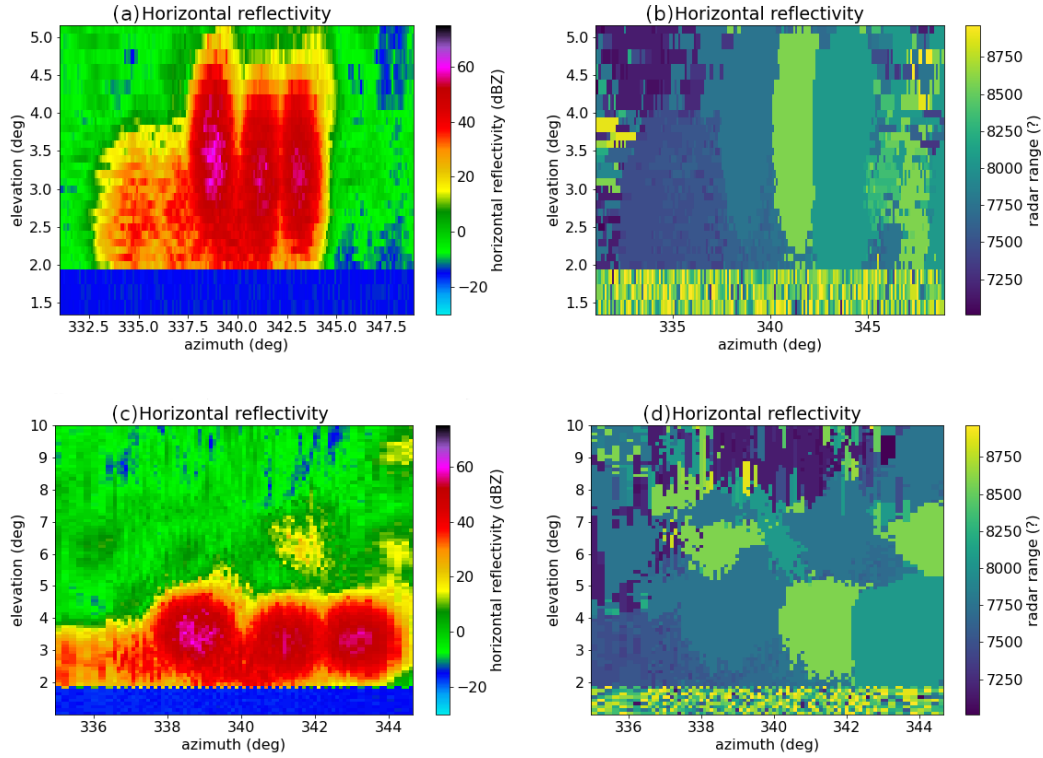 (a)Horizontal reflectivity
5.0
4.5
4.0
3.5
3.0
2.5
2.0
1.5
elevation (deg)
332.5 335.0 337.5 340.0 342.5 345.0 347.5
azimuth (deg)
60
40
20
0
−20
horizontal reflectivity (dBZ)
(b)Horizontal reflectivity
5.0
4.5
4.0
3.5
3.0
2.5
2.0
1.5
elevation (deg)
335 340 345
azimuth (deg)
8750
8500
8250
8000
7750
7500
7250
radar range (?)
(c)Horizontal reflectivity
10
9
8
7
6
5
4
3
2
elevation (deg)
336 338 340 342 344
azimuth (deg)
60
40
20
0
−20
horizontal reflectivity (dBZ)
(d)Horizontal reflectivity
10
9
8
7
6
5
4
3
2
elevation (deg)
336 338 340 342 344
azimuth (deg)
8750
8500
8250
8000
7750
7500
7250
radar range (?)